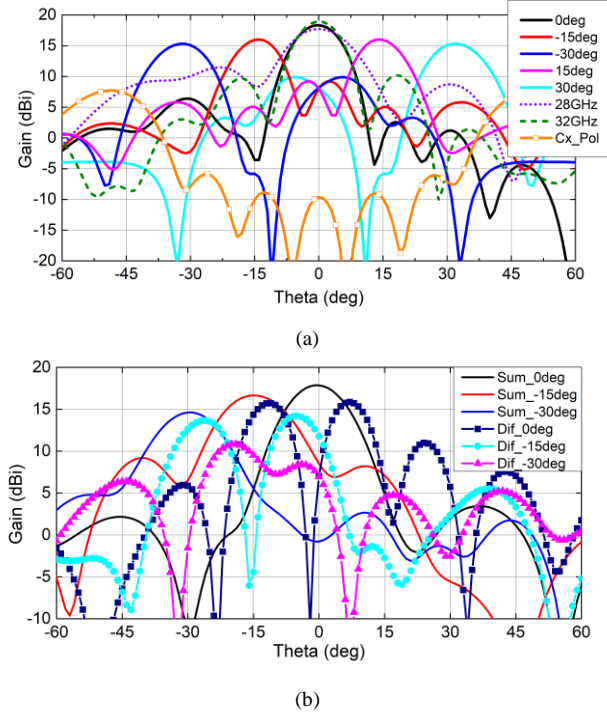 20
15
10
5
0
5
10
15
20
Gain (dBi)
-60
-45
-30
-15
0
15
30
45
60
Theta (deg)
0deg
-15deg
-30deg
15deg
30deg
28GHz
32GHz
Cx_Pol
(a)
20
15
10
5
0
-5
-10
Gain (dBi)
-60
-45
-30
-15
0
15
30
45
60
Theta (deg)
Sum_0deg
Sum_-15deg
Sum_-30deg
Dif_0deg
Dif_-15deg
Dif_-30deg
(b)